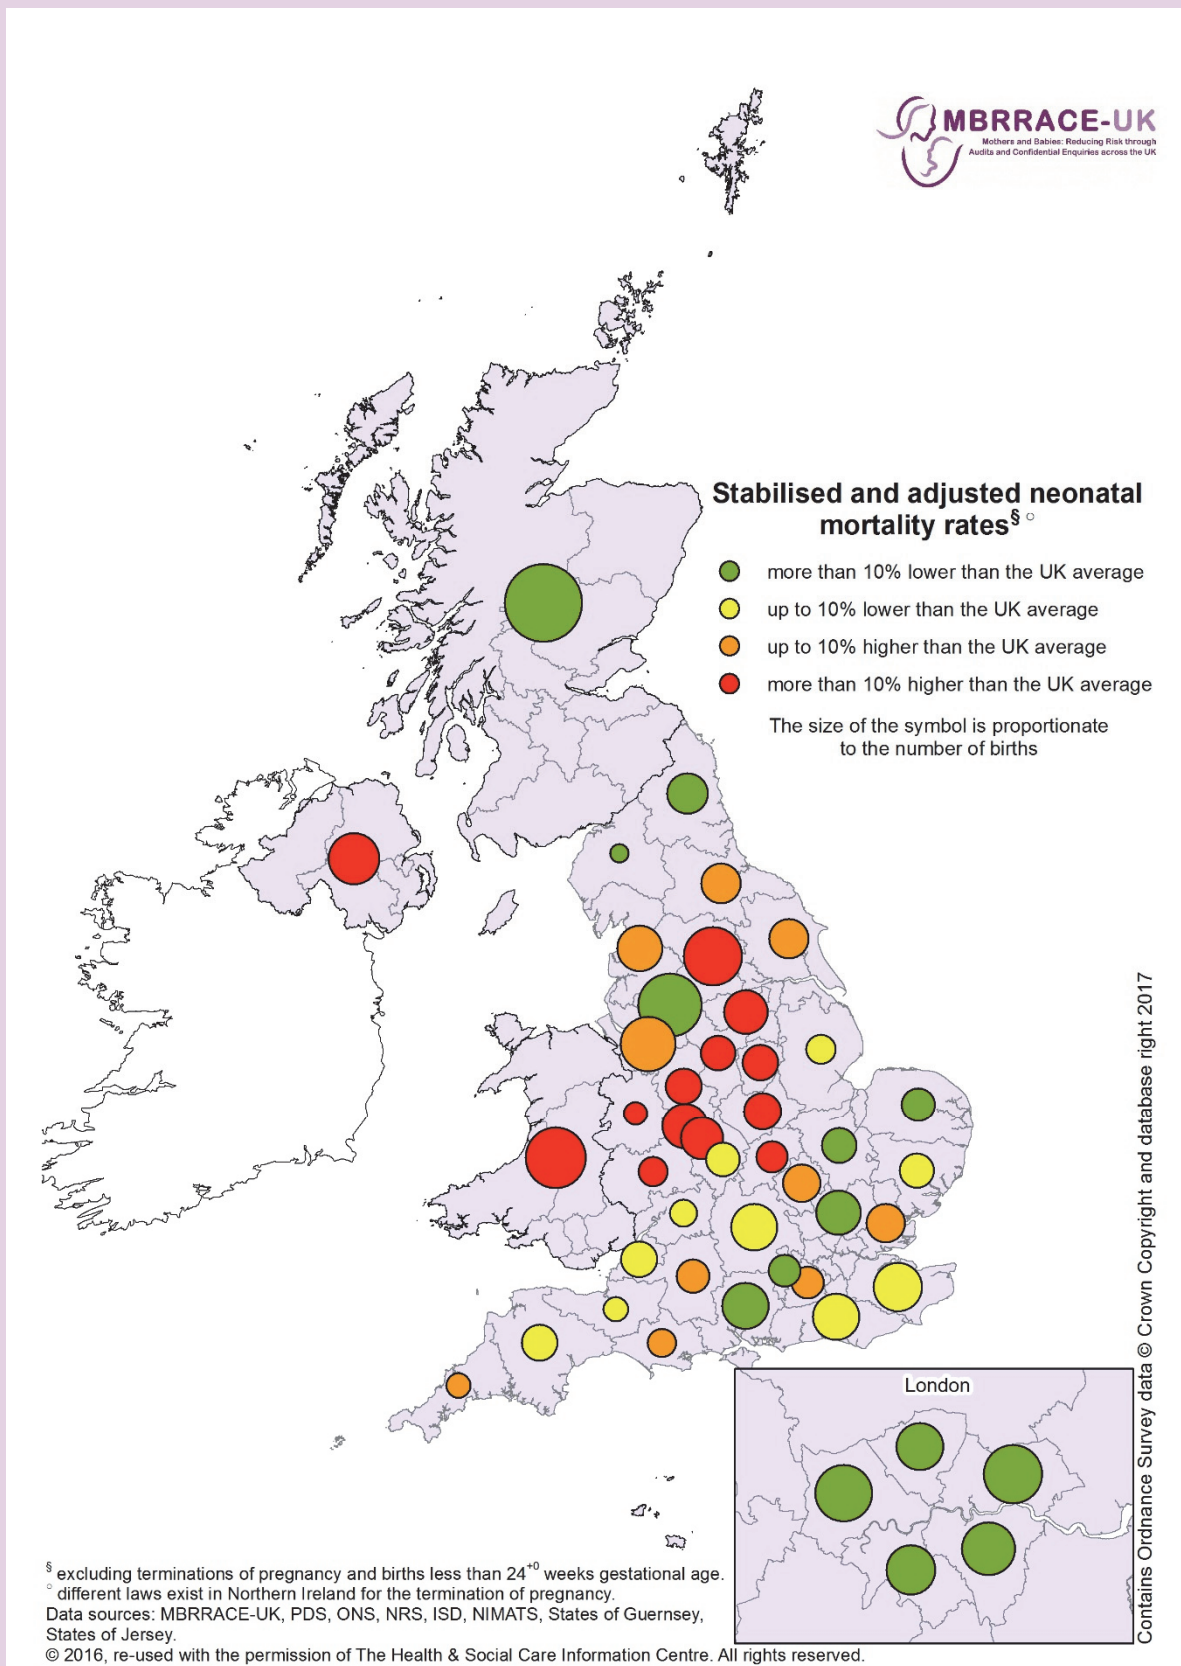 MBRRACE-UK
Mothers and Babies: Reducing Risk through
Audits and Confidential Enquiries across the UK
Stabilised and adjusted neonatal
mortality rates§ ○
more than 10% lower than the UK average
up to 10% lower than the UK average
up to 10% higher than the UK average
more than 10% higher than the UK average
The size of the symbol is proportionate
to the number of births
London
Contains Ordnance Survey data © Crown Copyright and database right 2017
§ excluding terminations of pregnancy and births less than 24+0 weeks gestational age.
○ different laws exist in Northern Ireland for the termination of pregnancy.
Data sources: MBRRACE-UK, PDS, ONS, NRS, ISD, NIMATS, States of Guernsey,
States of Jersey.
© 2016, re-used with the permission of The Health & Social Care Information Centre. All rights reserved.